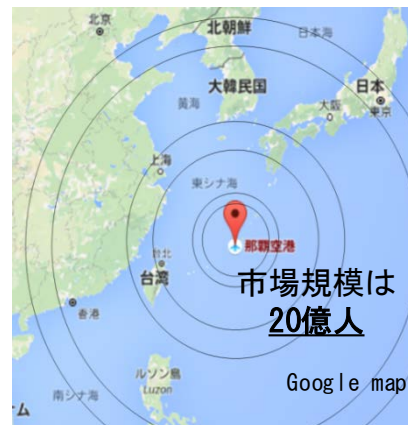 北京
北朝鮮
日本海
大韓民国
日本
黄海
大阪
東京
上海
東シナ海
那覇空港
台北
台湾
市場規模は
20億人
香港
ルソン島
Luzon
Google map
南シナ海
ム